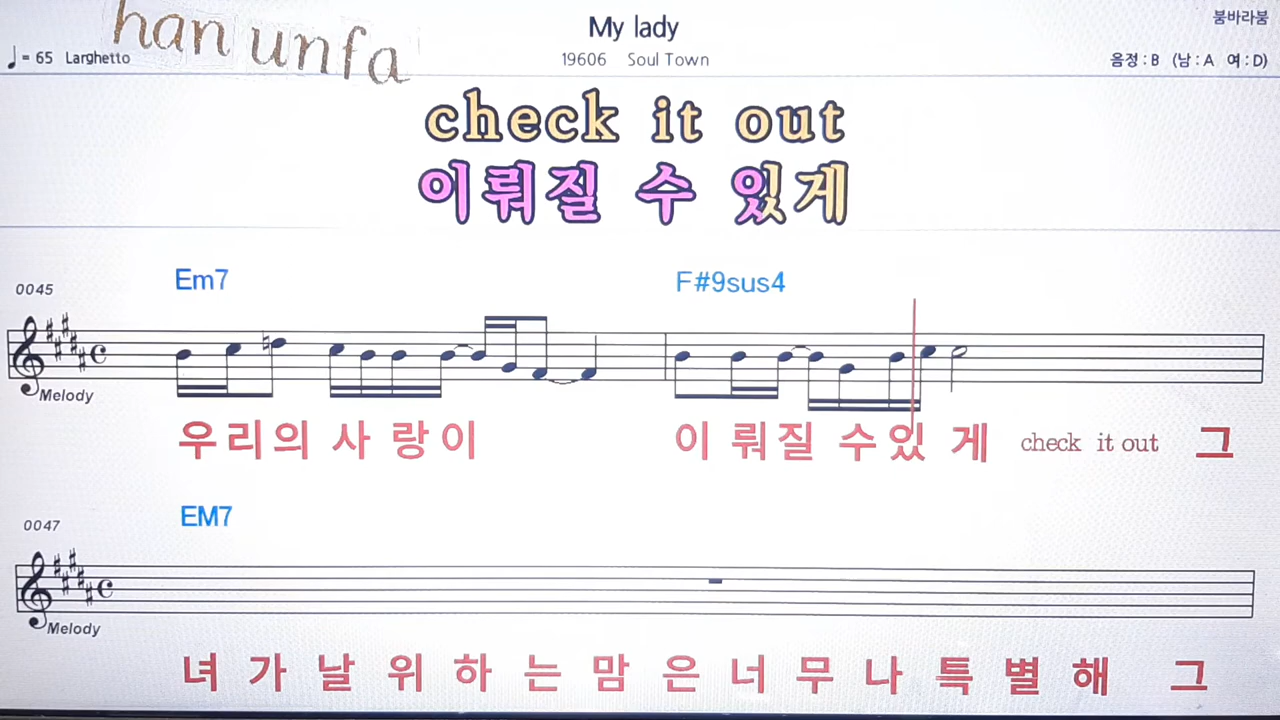 han unfa
My lady
붐바라붐
♩= 65 Larghetto
19606 Soul Town
음정 : B (남 : A 여 : D)
check it out
이뤄질 수 있게
Em7 F#9sus4
0045
Melody
우리의 사 랑이 이 뤄질 수있 게 check it out 그
EM7
0047
Melody
녀 가 날 위 하 는 맘 은 너 무 나 특 별 해 그